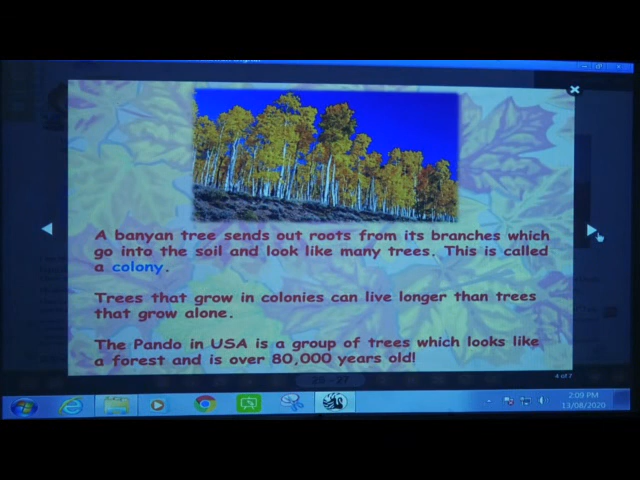 A banyan tree sends out roots from its branches which
go into the soil and look like many trees. This is called
a colony.
Trees that grow in colonies can live longer than trees
that grow alone.
The Pando in USA is a group of trees which looks like
a forest and is over 80,000 years old!
4 of 7
2:09 PM
13/08/2020